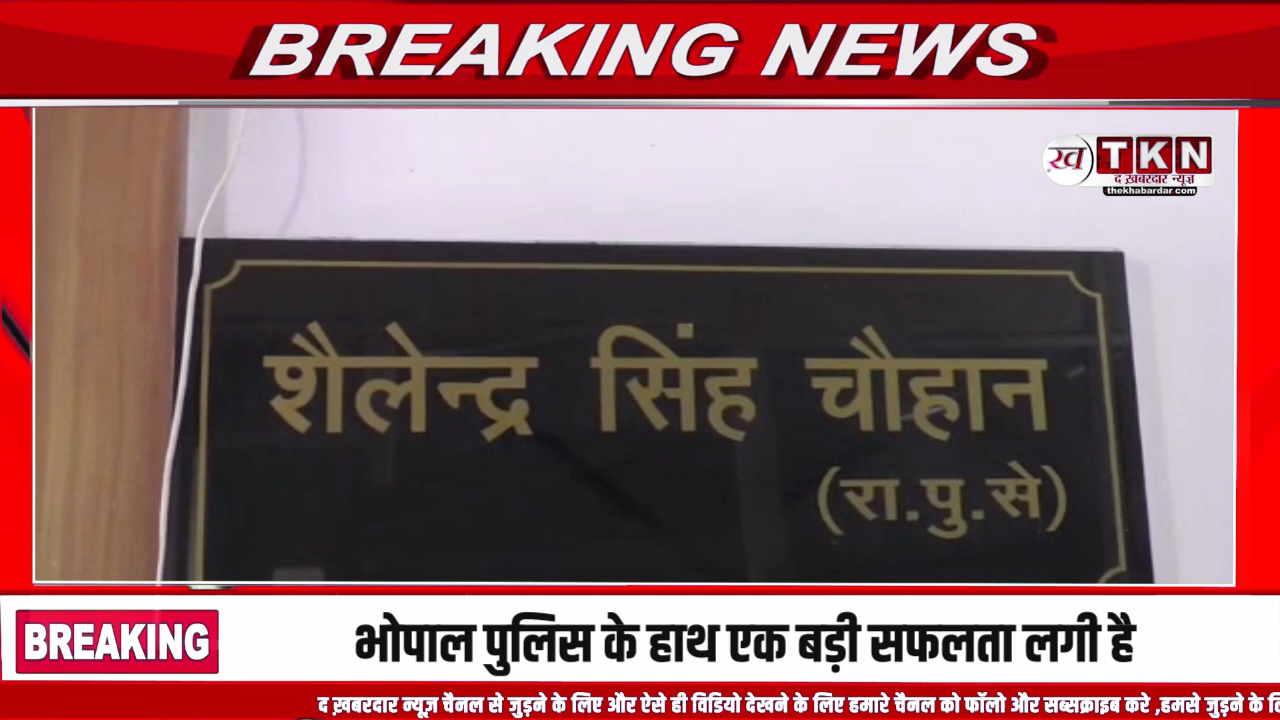 BREAKING NEWS
ख TKN
द ख़बरदार न्यूज़
thekhabardar.com
शैलेन्द्र सिंह चौहान
(रा.पु.से)
BREAKING
भोपाल पुलिस के हाथ एक बड़ी सफलता लगी है
द ख़बरदार न्यूज़ चैनल से जुड़ने के लिए और ऐसे ही विडियो देखने के लिए हमारे चैनल को फॉलो और सब्सक्राइब करे ,हमसे जुड़ने के